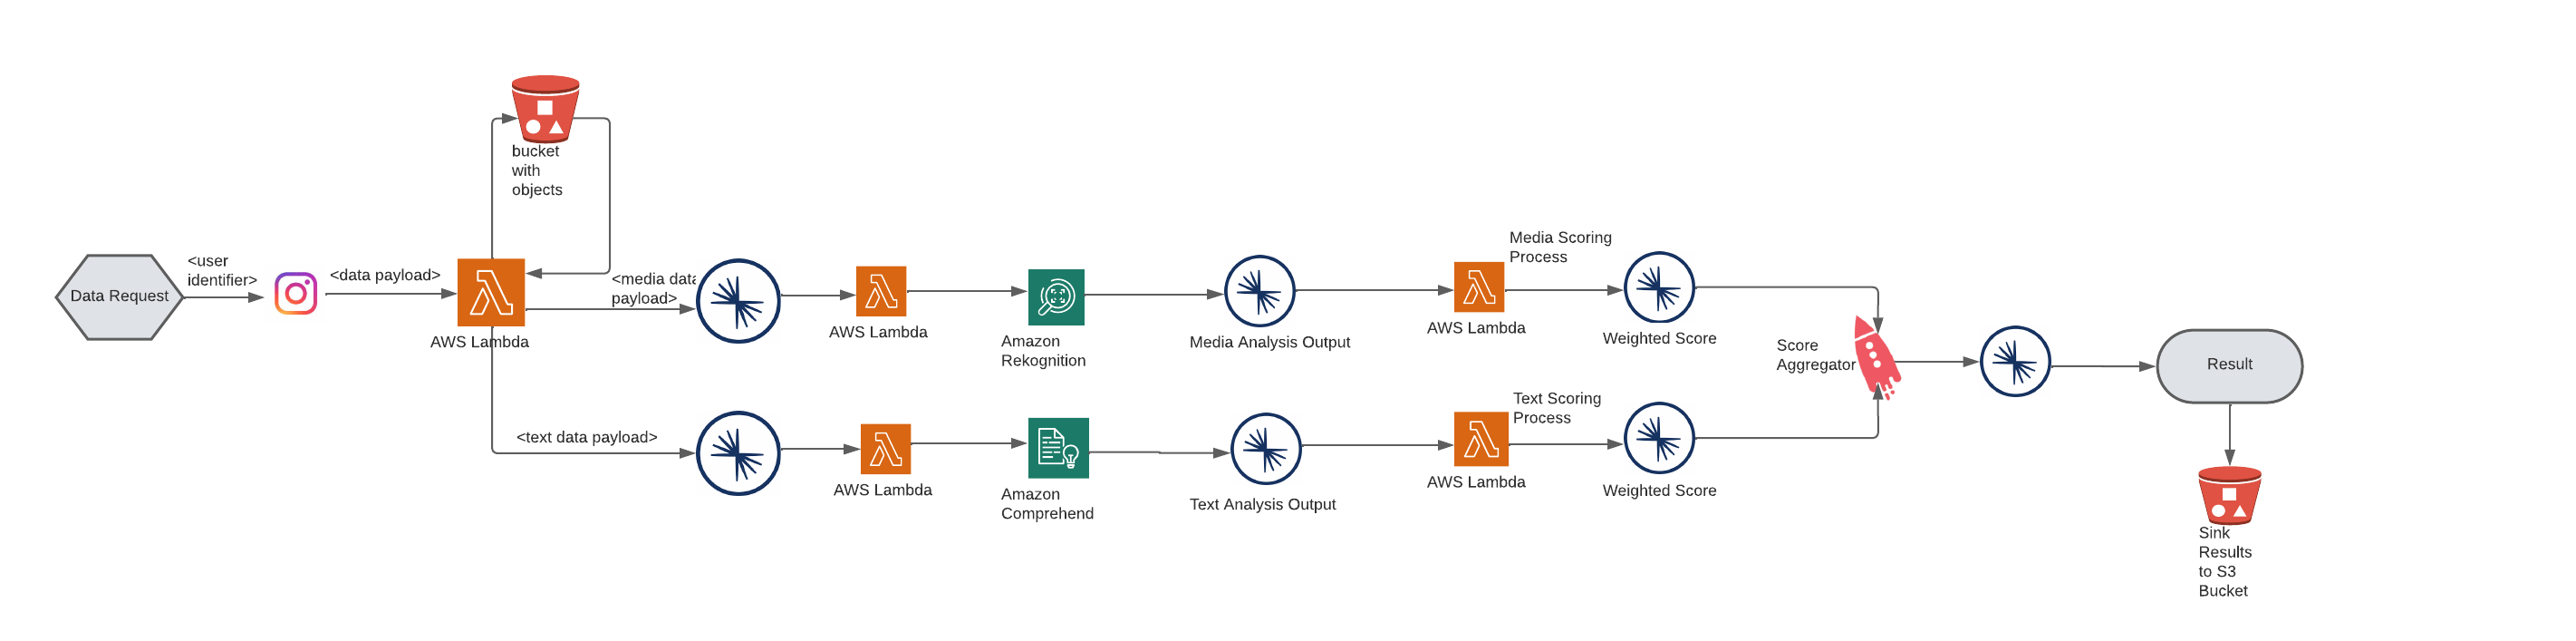 bucket
with
objects
Data Request
<user
identifier>
<data payload>
AWS Lambda
<media data
payload>
AWS Lambda
Amazon
Rekognition
Media Analysis Output
AWS Lambda
Media Scoring
Process
Weighted Score
<text data payload>
AWS Lambda
Amazon
Comprehend
Text Analysis Output
AWS Lambda
Text Scoring
Process
Weighted Score
Score
Aggregator
Result
Sink
Results
to S3
Bucket